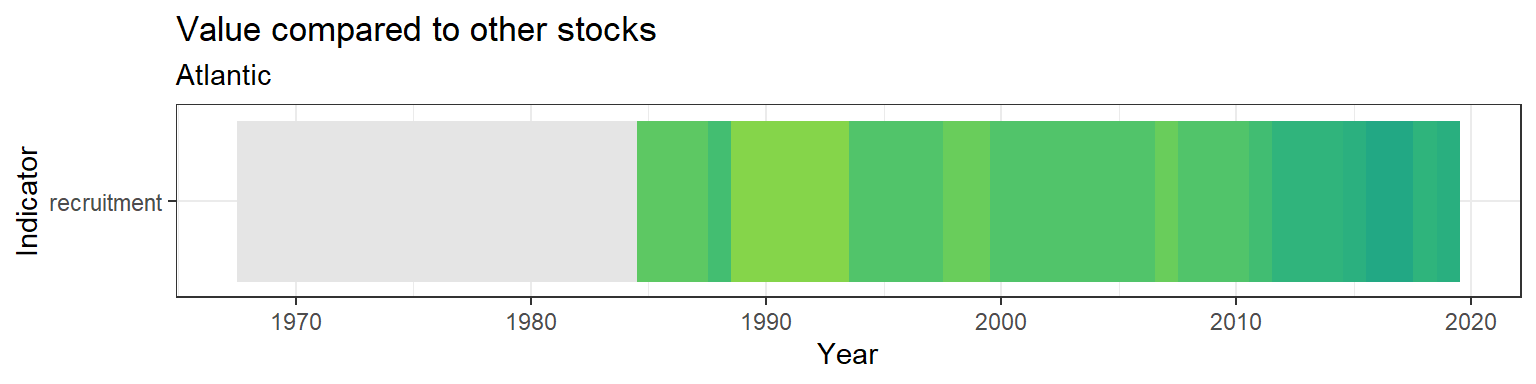 Value compared to other stocks
Atlantic
Indicator
recruitment
1970 1980 1990 2000 2010 2020
Year